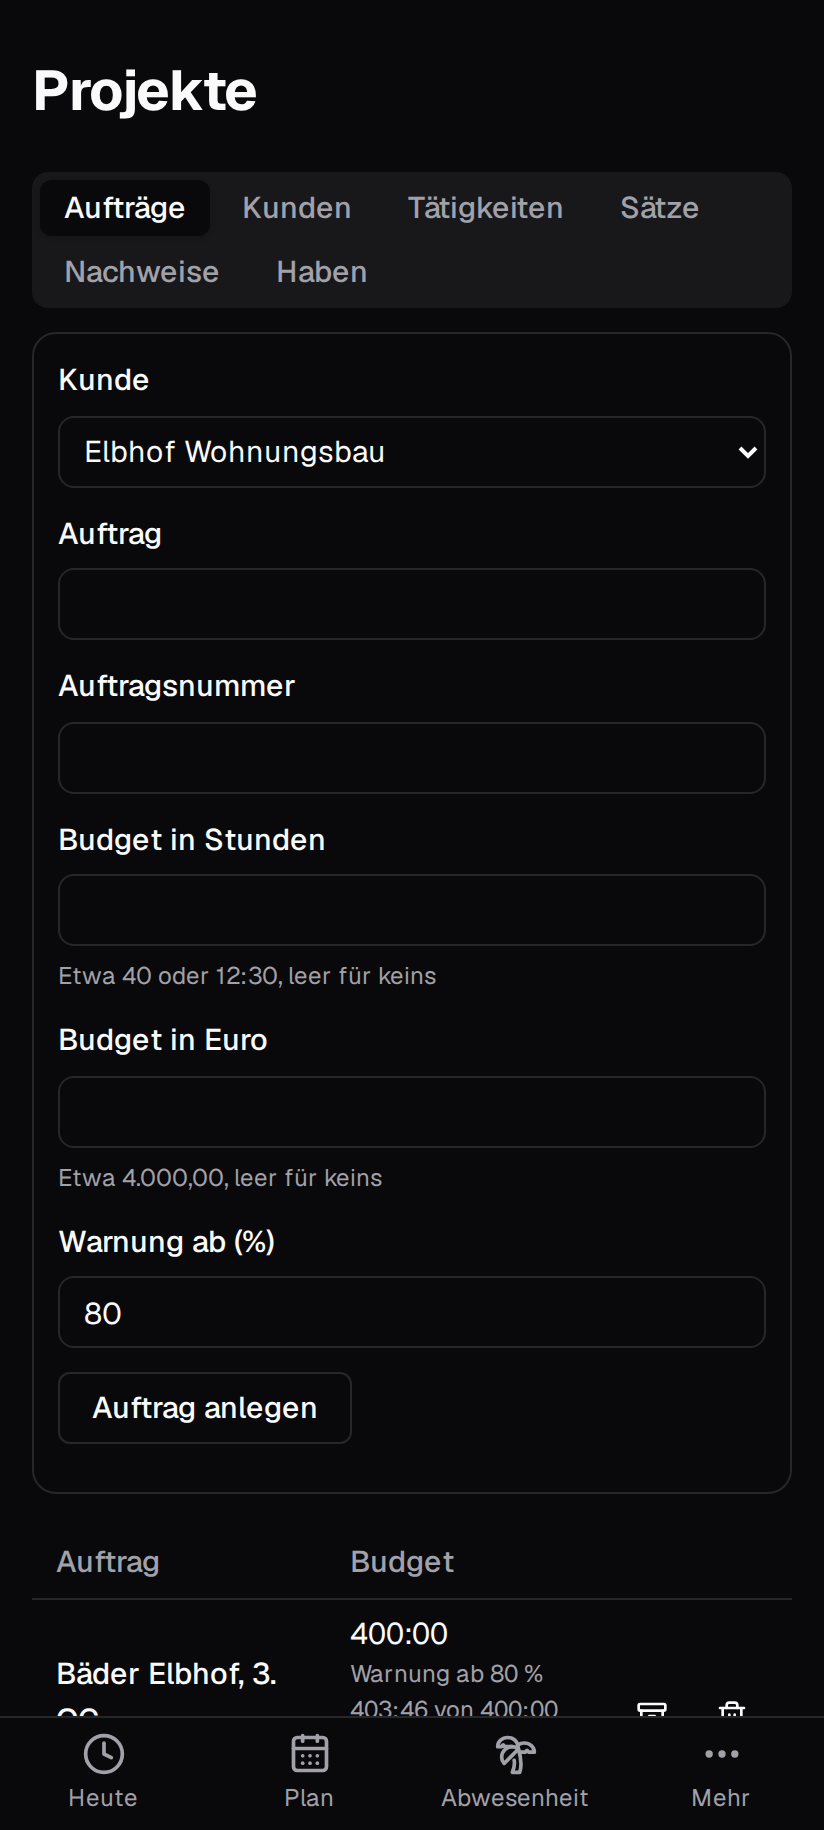 Projekte
Aufträge Kunden Tätigkeiten Sätze
Nachweise Haben
Kunde
Elbhof Wohnungsbau
Auftrag
Auftragsnummer
Budget in Stunden
Etwa 40 oder 12:30, leer für keins
Budget in Euro
Etwa 4.000,00, leer für keins
Warnung ab (%)
80
Auftrag anlegen
Auftrag Budget
400:00
Bäder Elbhof, 3.
Warnung ab 80 %
403:46 von 400:00
Heute Plan Abwesenheit Mehr